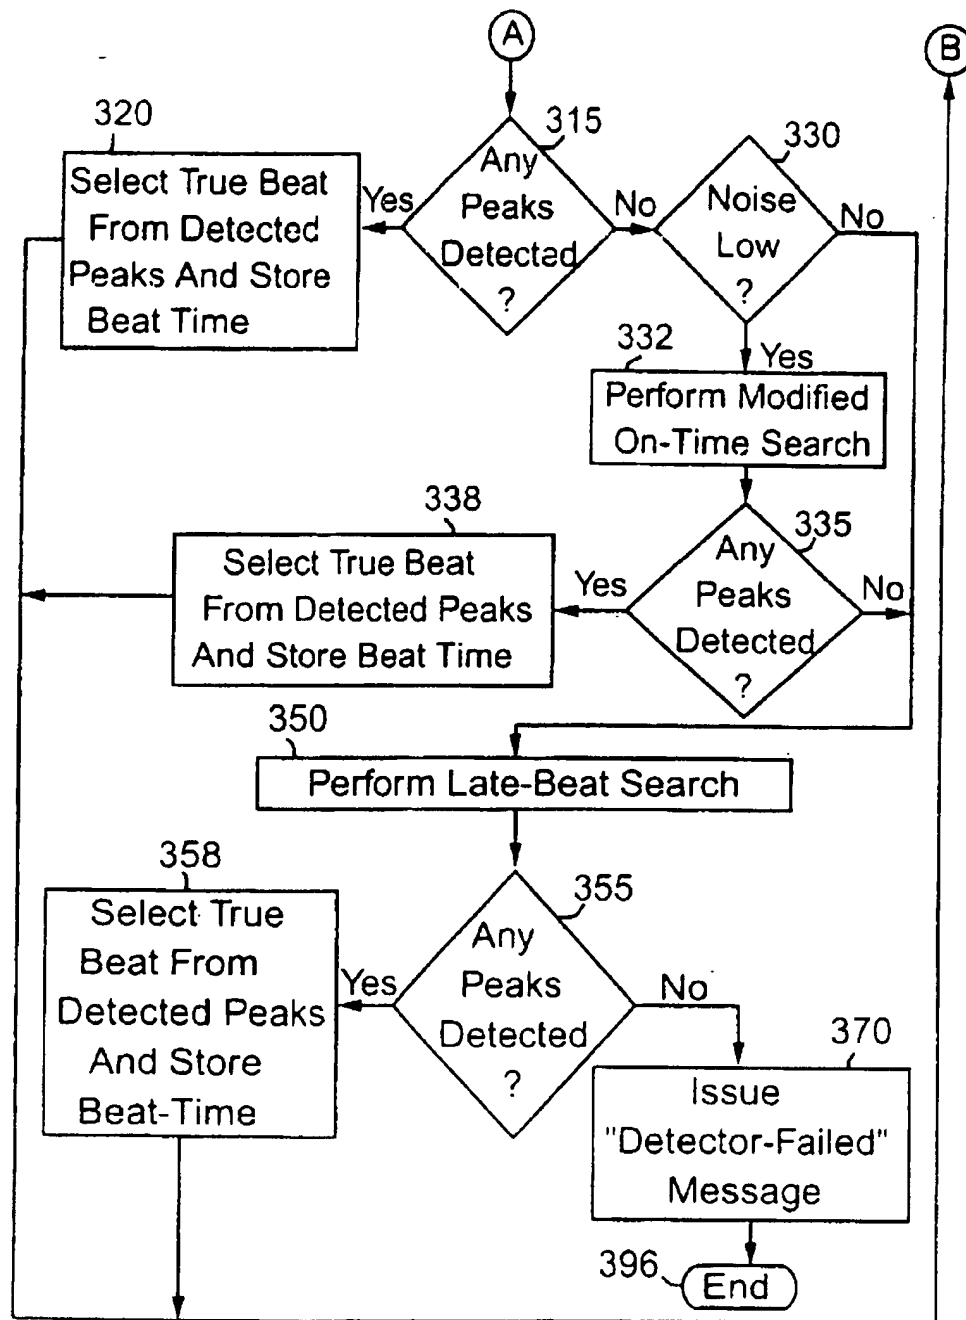 A
B
320
315
330
Select True Beat
From Detected
Peaks And Store
Beat Time
Yes
Any
Peaks
Detected
?
No
Noise
Low
?
No
332
Yes
Perform Modified
On-Time Search
338
335
Select True Beat
From Detected Peaks
And Store Beat Time
Yes
Any
Peaks
Detected
?
No
350
Perform Late-Beat Search
358
355
Select True
Beat From
Detected Peaks
And Store
Beat-Time
Yes
Any
Peaks
Detected
?
No
370
Issue
"Detector-Failed"
Message
396
End